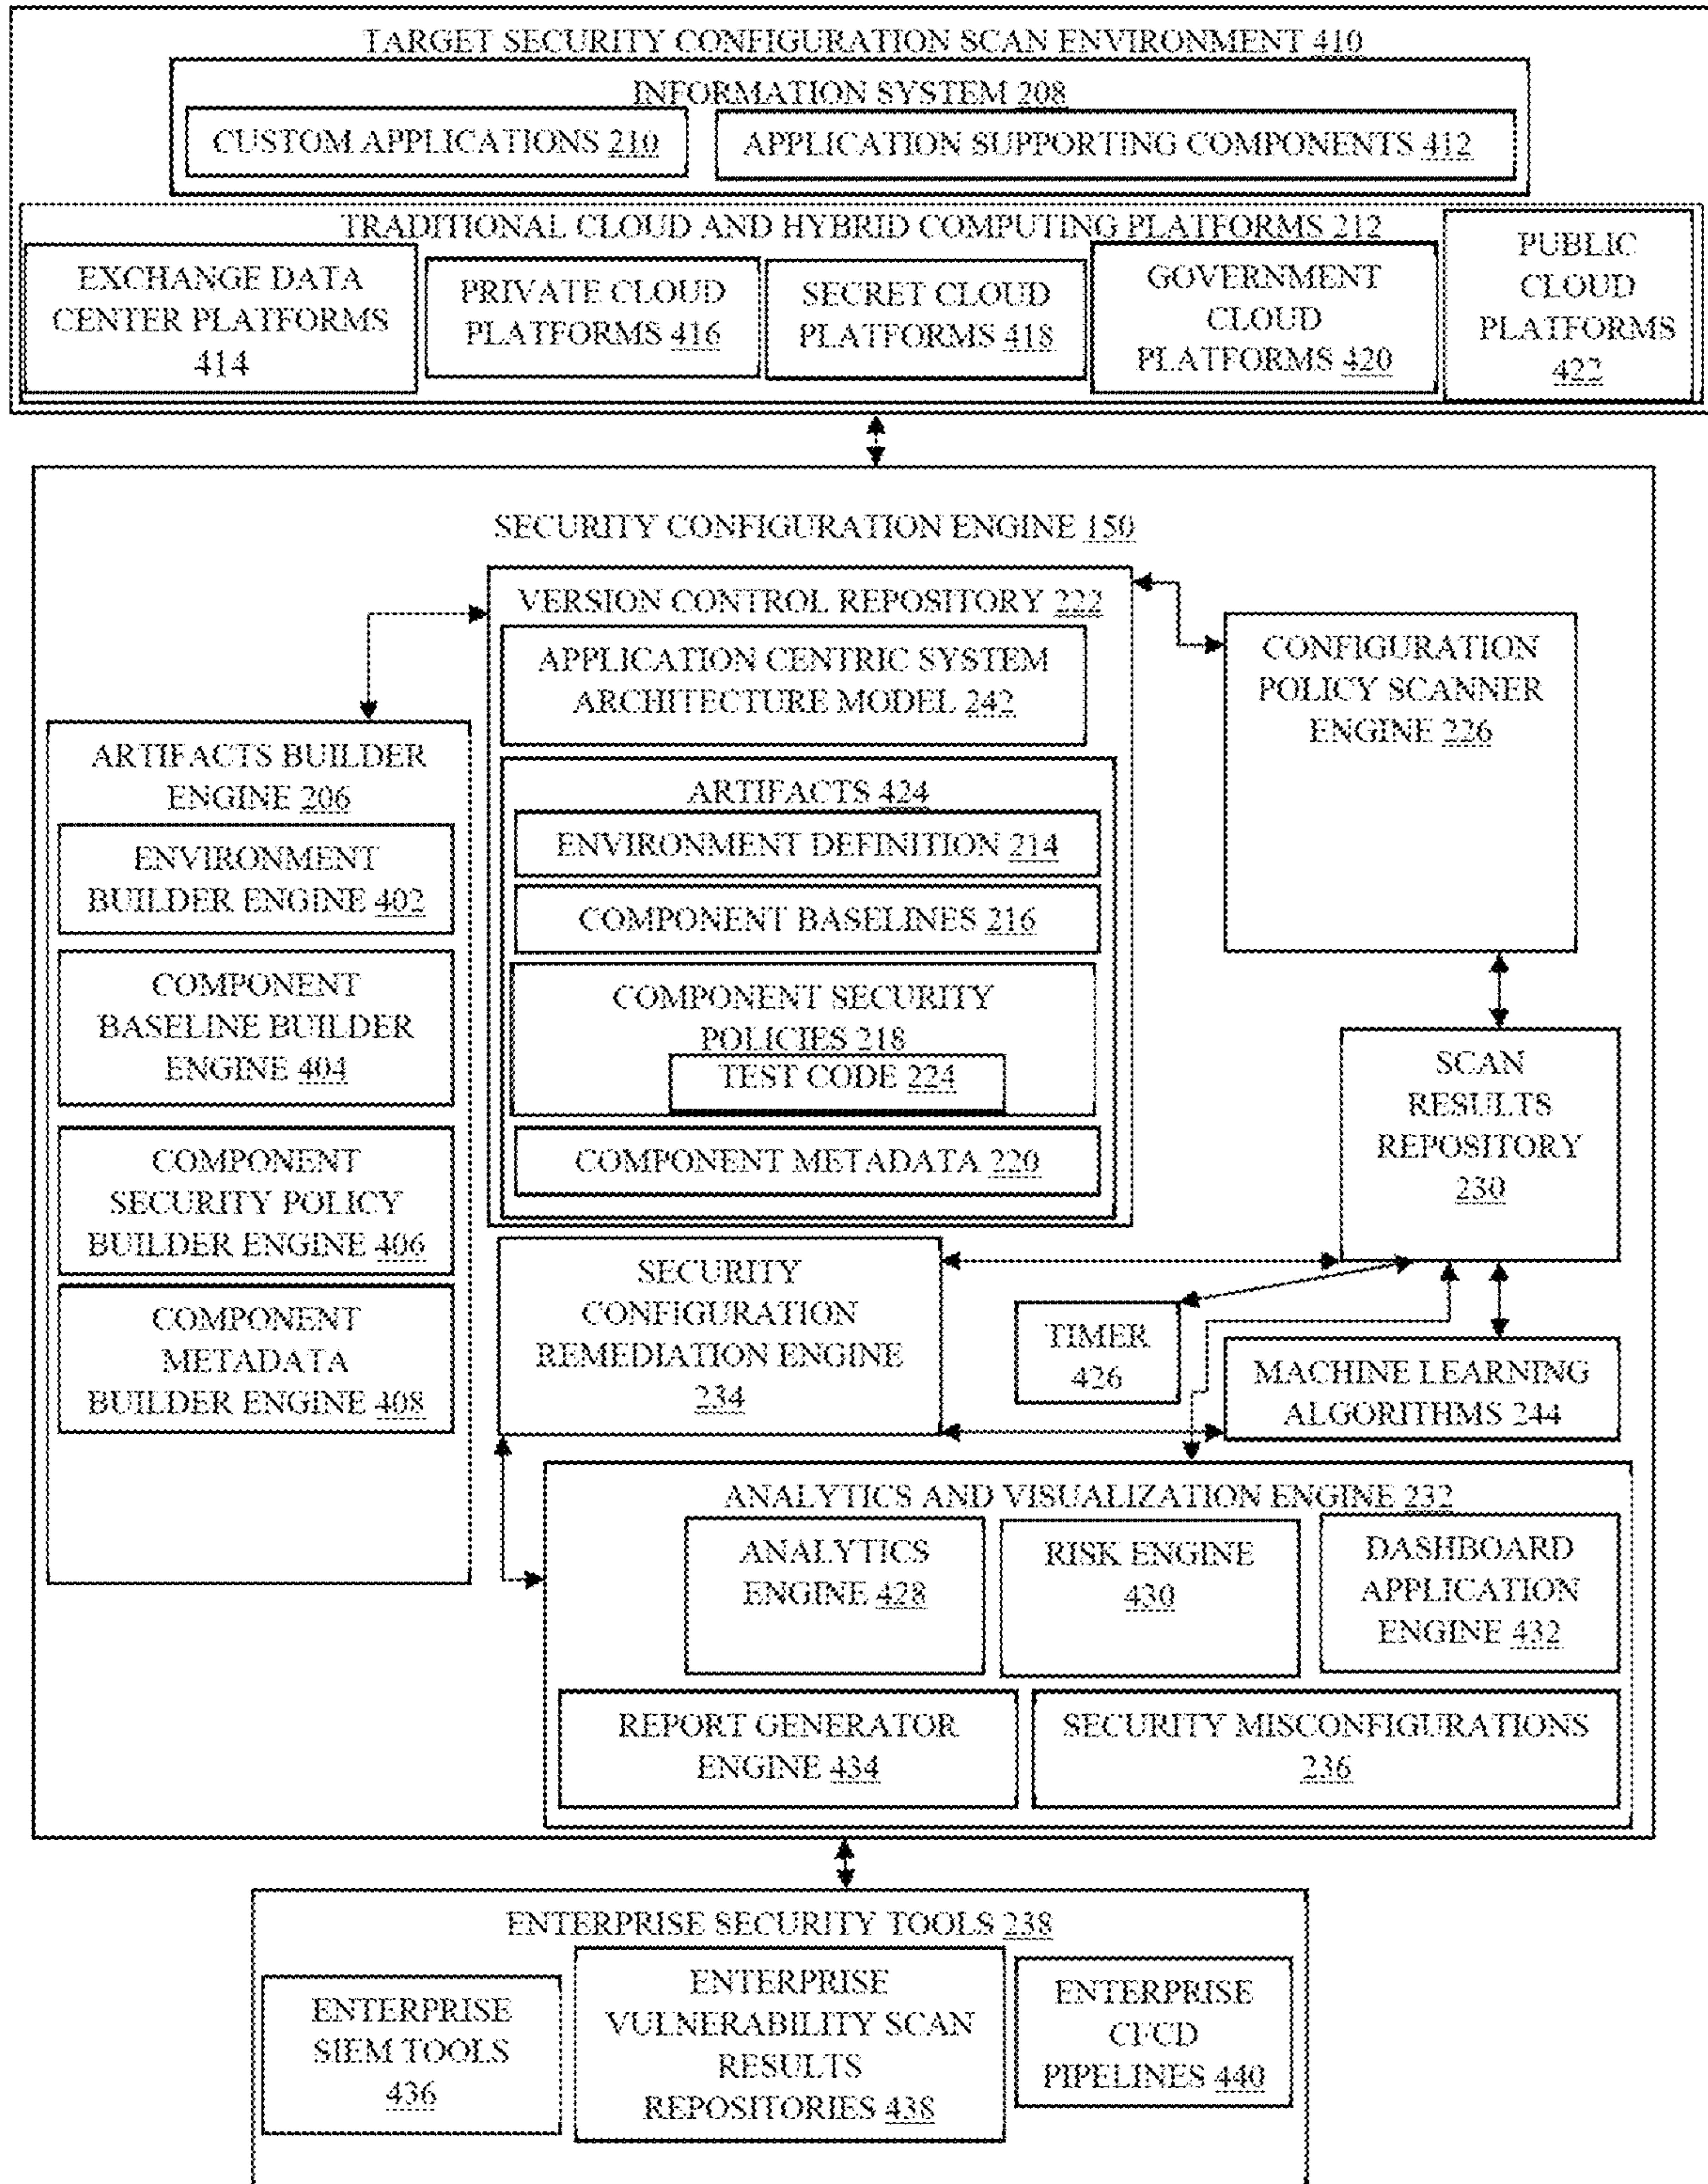 TARGET SECURITY CONFIGURATION SCAN ENVIRONMENT 410
INFORMATION SYSTEM 208
CUSTOM APPLICATIONS 210
APPLICATION SUPPORTING COMPONENTS 412
TRADITIONAL CLOUD AND HYBRID COMPUTING PLATFORMS 212
EXCHANGE DATA
CENTER PLATFORMS
414
PRIVATE CLOUD
PLATFORMS 416
SECRET CLOUD
PLATFORMS 418
GOVERNMENT
CLOUD
PLATFORMS 420
PUBLIC
CLOUD
PLATFORMS
422
SECURITY CONFIGURATION ENGINE 150
VERSION CONTROL REPOSITORY 222
APPLICATION CENTRIC SYSTEM
ARCHITECTURE MODEL 242
ARTIFACTS 424
ENVIRONMENT DEFINITION 214
COMPONENT BASELINES 216
COMPONENT SECURITY
POLICIES 218
TEST CODE 224
COMPONENT METADATA 220
CONFIGURATION
POLICY SCANNER
ENGINE 226
ARTIFACTS BUILDER
ENGINE 206
ENVIRONMENT
BUILDER ENGINE 402
COMPONENT
BASELINE BUILDER
ENGINE 404
COMPONENT
SECURITY POLICY
BUILDER ENGINE 406
COMPONENT
METADATA
BUILDER ENGINE 408
SCAN
RESULTS
REPOSITORY
230
SECURITY
CONFIGURATION
REMEDIATION ENGINE
234
TIMER
426
MACHINE LEARNING
ALGORITHMS 244
ANALYTICS AND VISUALIZATION ENGINE 232
ANALYTICS
ENGINE 428
RISK ENGINE
430
DASHBOARD
APPLICATION
ENGINE 432
REPORT GENERATOR
ENGINE 434
SECURITY MISCONFIGURATIONS
236
ENTERPRISE SECURITY TOOLS 238
ENTERPRISE
SIEM TOOLS
436
ENTERPRISE
VULNERABILITY SCAN
RESULTS
REPOSITORIES 438
ENTERPRISE
CI/CD
PIPELINES 440